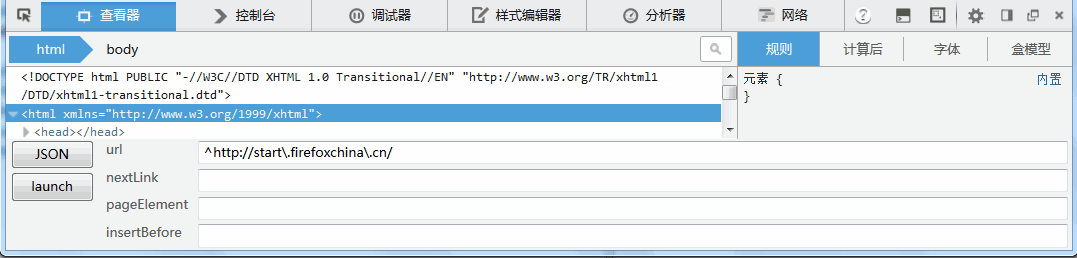 查看器 控制台 调试器 样式编辑器 分析器 网络
html body 规则 计算后 字体 盒模型
<!DOCTYPE html PUBLIC "-//W3C//DTD XHTML 1.0 Transitional//EN" "http://www.w3.org/TR/xhtml1
/DTD/xhtml1-transitional.dtd">
<html xmlns="http://www.w3.org/1999/xhtml">
<head></head>
元素 { 内置
}
JSON url ^http://start\.firefoxchina\.cn/
launch nextLink
pageElement
insertBefore